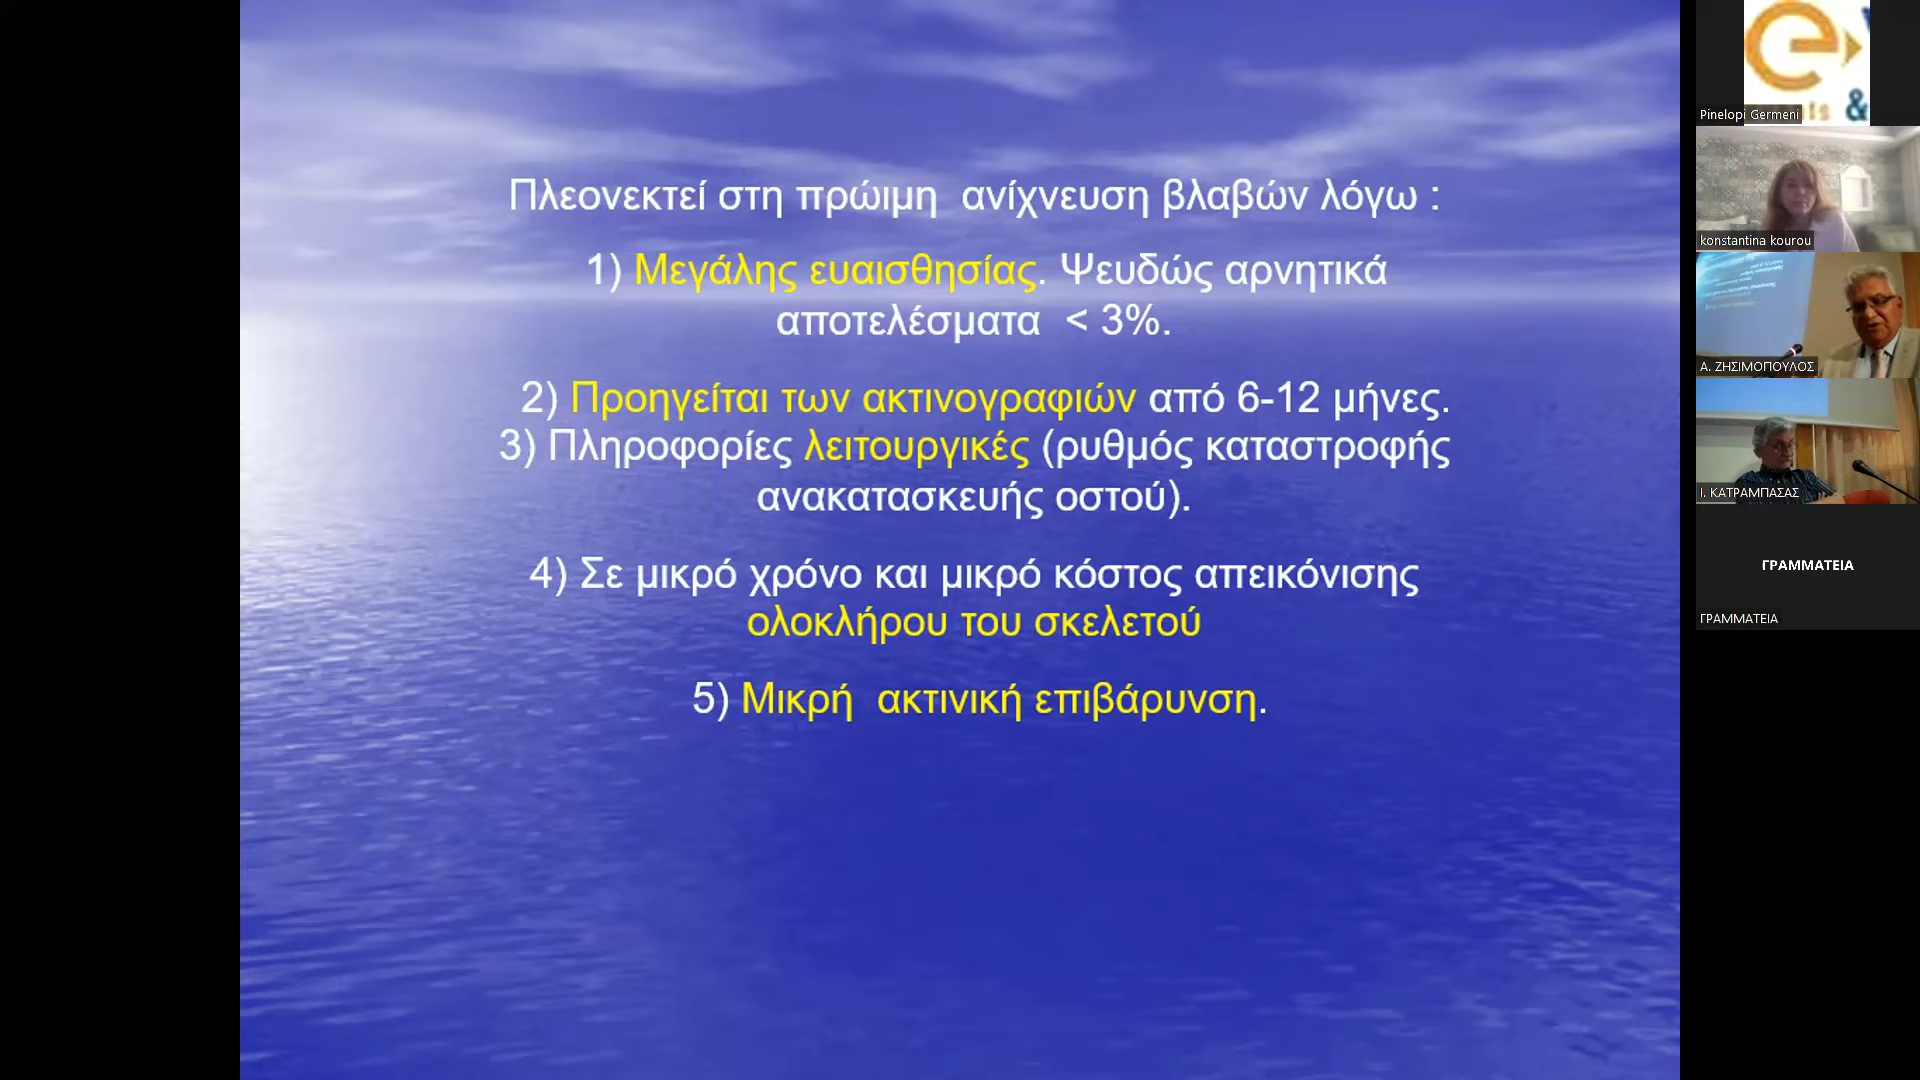 Πλεονεκτεί στη πρώιμη ανίχνευση βλαβών λόγω :
1) Μεγάλης ευαισθησίας. Ψευδώς αρνητικά
αποτελέσματα < 3%.
2) Προηγείται των ακτινογραφιών από 6-12 μήνες.
3) Πληροφορίες λειτουργικές (ρυθμός καταστροφής
ανακατασκευής οστού).
4) Σε μικρό χρόνο και μικρό κόστος απεικόνισης
ολοκλήρου του σκελετού
5) Μικρή ακτινική επιβάρυνση.
Pinelopi Germeni
konstantina kourou
Α. ΖΗΣΙΜΟΠΟΥΛΟΣ
Ι. ΚΑΤΡΑΜΠΑΣΑΣ
ΓΡΑΜΜΑΤΕΙΑ
ΓΡΑΜΜΑΤΕΙΑ